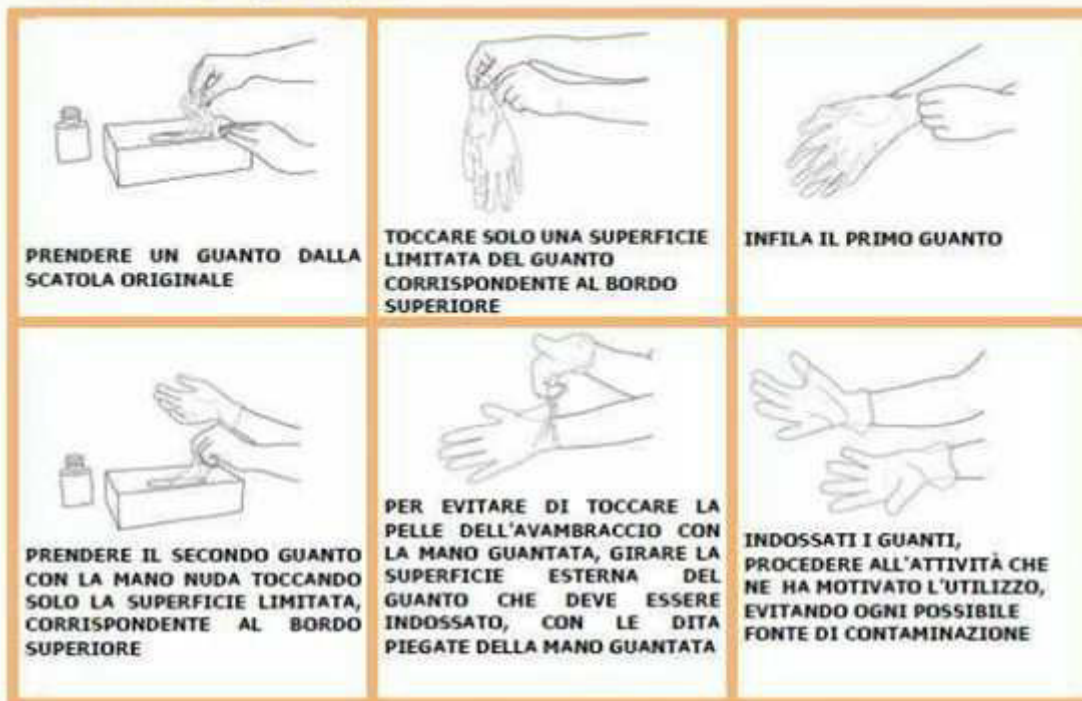 PRENDERE UN GUANTO DALLA
SCATOLA ORIGINALE
TOCCARE SOLO UNA SUPERFICIE
LIMITATA DEL GUANTO
CORRISPONDENTE AL BORDO
SUPERIORE
INFILA IL PRIMO GUANTO
PRENDERE IL SECONDO GUANTO
CON LA MANO NUDA TOCCANDO
SOLO LA SUPERFICIE LIMITATA,
CORRISPONDENTE AL BORDO
SUPERIORE
PER EVITARE DI TOCCARE LA
PELLE DELL'AVAMBRACCIO CON
LA MANO GUANTATA, GIRARE LA
SUPERFICIE ESTERNA DEL
GUANTO CHE DEVE ESSERE
INDOSSATO, CON LE DITA
PIEGATE DELLA MANO GUANTATA
INDOSSATI I GUANTI,
PROCEDERE ALL'ATTIVITÀ CHE
NE HA MOTIVATO L'UTILIZZO,
EVITANDO OGNI POSSIBILE
FONTE DI CONTAMINAZIONE